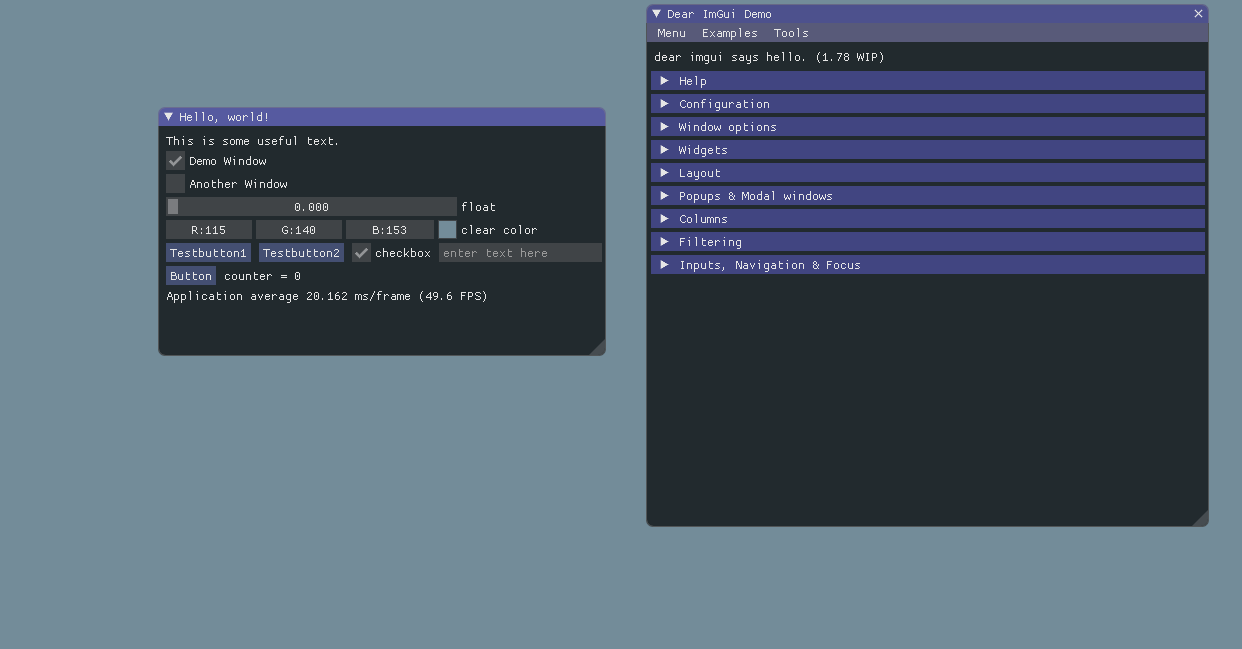 Hello, world!
This is some useful text.
Demo Window
Another Window
0.000 float
R:115 G:140 B:153 clear color
Testbutton1 Testbutton2 checkbox enter text here
Button counter = 0
Application average 20.162 ms/frame (49.6 FPS)
Dear ImGui Demo
Menu Examples Tools
dear imgui says hello. (1.78 WIP)
Help
Configuration
Window options
Widgets
Layout
Popups & Modal windows
Columns
Filtering
Inputs, Navigation & Focus